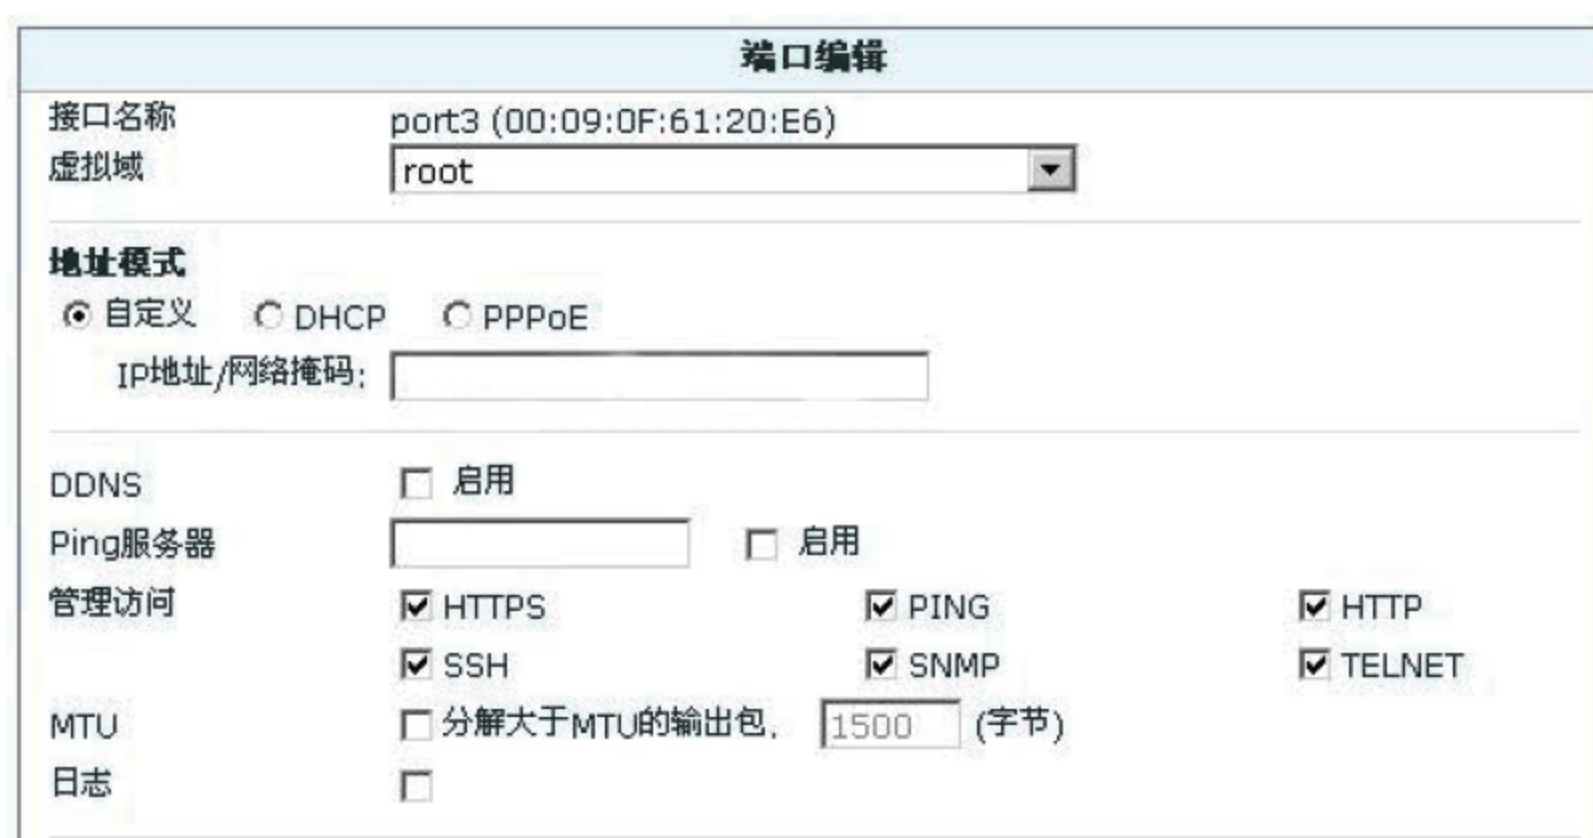 端口编辑
接口名称 port3 (00:09:0F:61:20:E6)
虚拟域 root
地址模式
自定义 DHCP PPPoE
IP地址/网络掩码:
DDNS 启用
Ping服务器 启用
管理访问 HTTPS PING HTTP
SSH SNMP TELNET
MTU 分解大于MTU的输出包, 1500 (字节)
日志